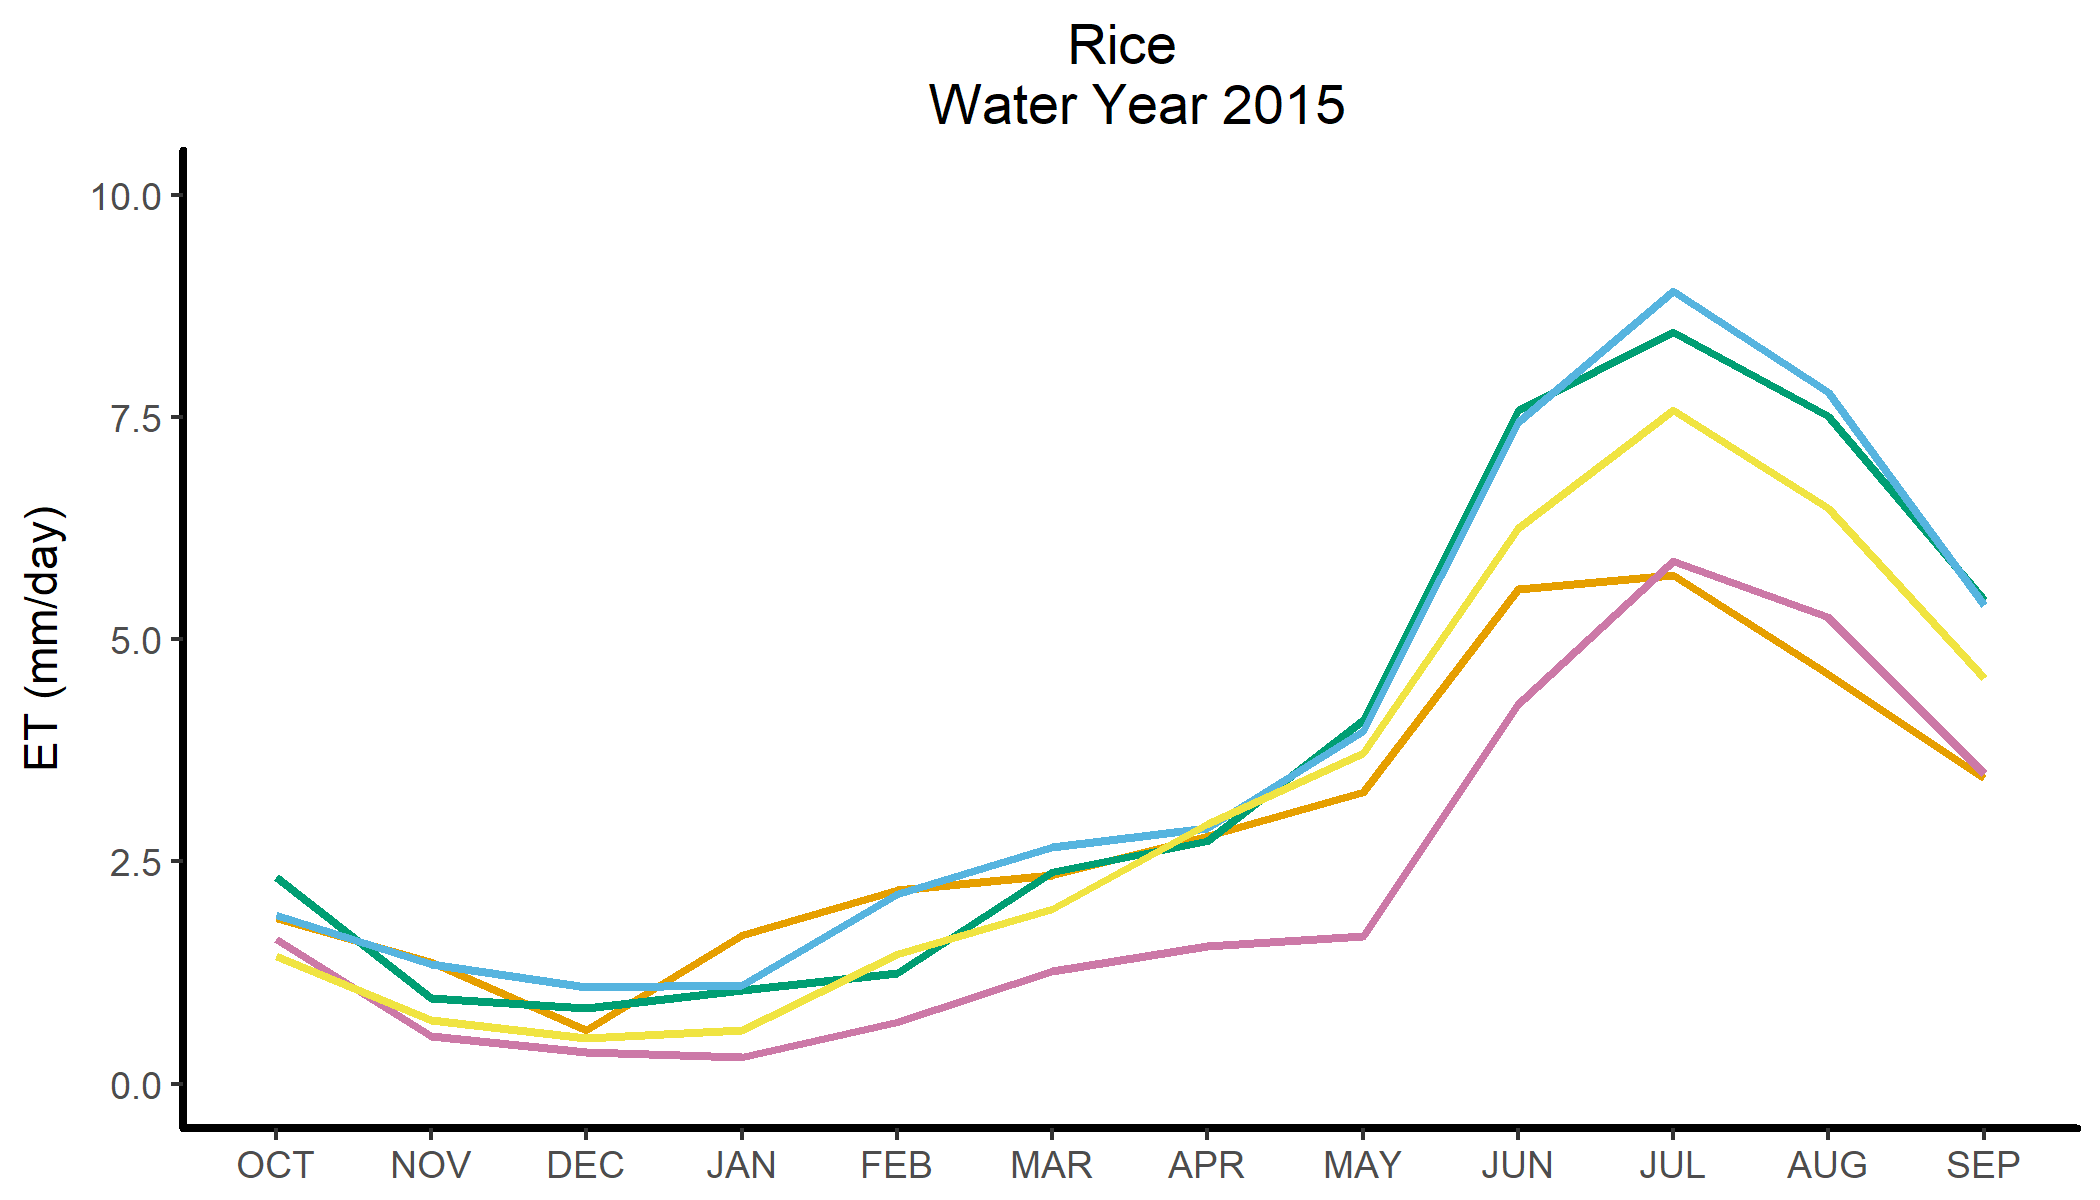 Rice
Water Year 2015
ET (mm/day)
10.0
7.5
5.0
2.5
0.0
OCT NOV DEC JAN FEB MAR APR MAY JUN JUL AUG SEP